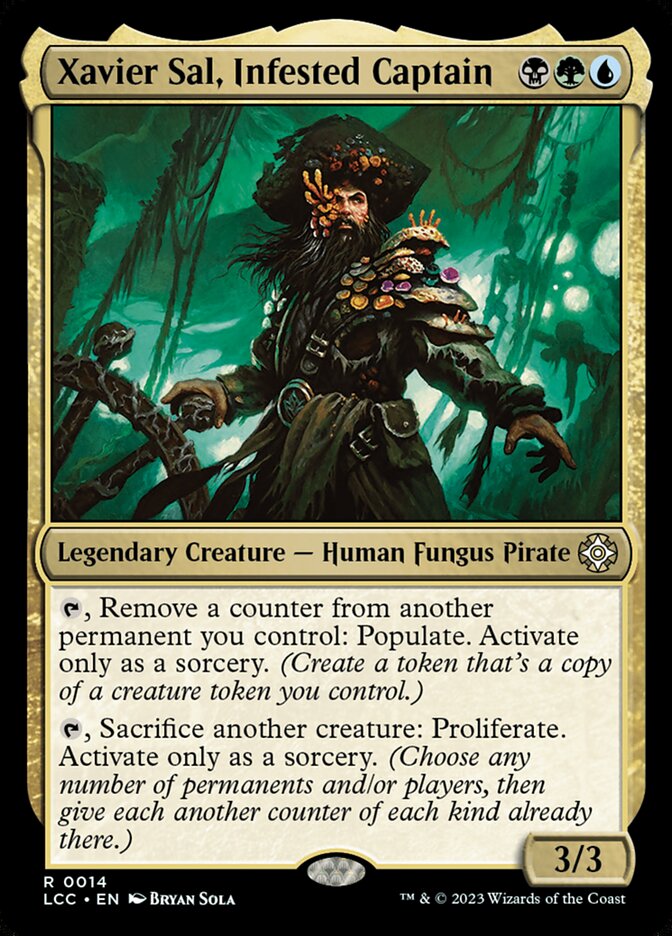 Xavier Sal, Infested Captain
Legendary Creature — Human Fungus Pirate
, Remove a counter from another
permanent you control: Populate. Activate
only as a sorcery. (Create a token that's a copy
of a creature token you control.)
, Sacrifice another creature: Proliferate.
Activate only as a sorcery. (Choose any
number of permanents and/or players, then
give each another counter of each kind already
there.)
3/3
R 0014
LCC • EN Bryan Sola
™ & © 2023 Wizards of the Coast